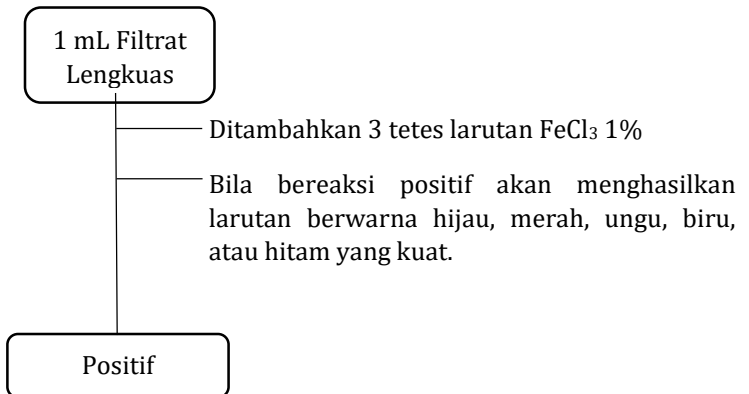 1 mL Filtrat
Lengkuas
Ditambahkan 3 tetes larutan FeCl₃ 1%
Bila bereaksi positif akan menghasilkan
larutan berwarna hijau, merah, ungu, biru,
atau hitam yang kuat.
Positif